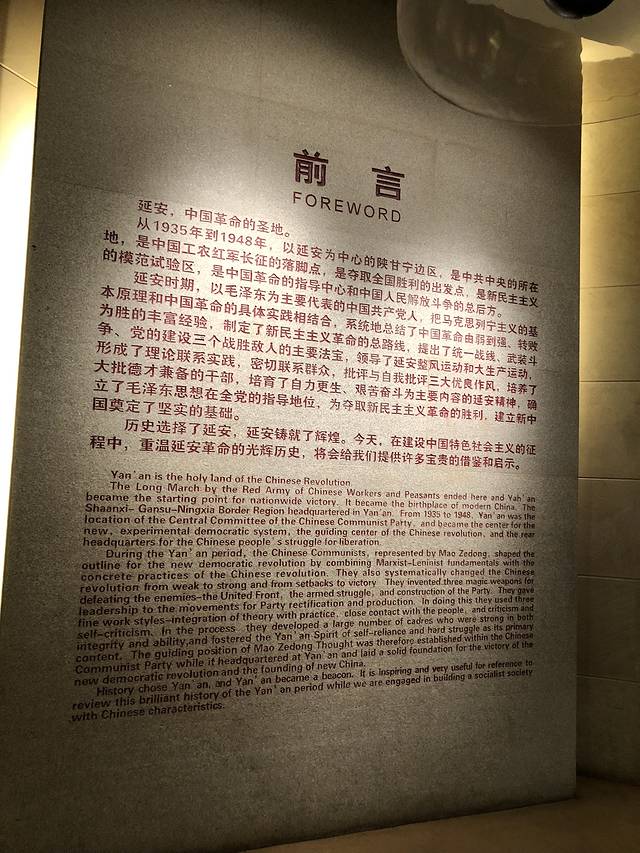 前 言
FOREWORD
延安，中国革命的圣地。
从1935年到1948年，以延安为中心的陕甘宁边区，是中共中央的所在
地，是中国工农红军长征的落脚点，是夺取全国胜利的出发点，是新民主主义
的模范试验区，是中国革命的指导中心和中国人民解放斗争的总后方。
延安时期，以毛泽东为主要代表的中国共产党人，把马克思列宁主义的基
本原理和中国革命的具体实践相结合，系统地总结了中国革命由弱到强、转败
为胜的丰富经验，制定了新民主主义革命的总路线，提出了统一战线、武装斗
争、党的建设三个战胜敌人的主要法宝，领导了延安整风运动和大生产运动，
形成了理论联系实践，密切联系群众，批评与自我批评三大优良作风，培养了
大批德才兼备的干部，培育了自力更生、艰苦奋斗为主要内容的延安精神，确
立了毛泽东思想在全党的指导地位，为夺取新民主主义革命的胜利，建立新中
国奠定了坚实的基础。
历史选择了延安，延安铸就了辉煌。今天，在建设中国特色社会主义的征
程中，重温延安革命的光辉历史，将会给我们提供许多宝贵的借鉴和启示。
Yan'an is the holy land of the Chinese Revolution.
The Long March by the Red Army of Chinese Workers and Peasants ended here and Yan'an
became the starting point for nationwide victory. It became the birthplace of modern China. The
Shaanxi- Gansu-Ningxia Border Region headquartered in Yan'an. From 1935 to 1948, Yan'an was the
location of the Central Committee of the Chinese Communist Party, and became the center for the
new, experimental democratic system, the guiding center of the Chinese revolution, and the rear
headquarters for the Chinese people's struggle for liberation.
During the Yan'an period, the Chinese Communists, represented by Mao Zedong, shaped the
outline for the new democratic revolution by combining Marxist-Leninist fundamentals with the
concrete practices of the Chinese revolution. They also systematically changed the Chinese
revolution from weak to strong and from setbacks to victory. They invented three magic weapons for
defeating the enemies-the United Front, the armed struggle, and construction of the Party. They gave
leadership to the movements for Party rectification and production. In doing this they used three
fine work styles-integration of theory with practice, close contact with the people, and criticism and
self-criticism. In the process they developed a large number of cadres who were strong in both
integrity and ability,and fostered the Yan'an Spirit of self-reliance and hard struggle as its primary
content. The guiding position of Mao Zedong Thought was therefore established within the Chinese
Communist Party while it headquartered at Yan'an and laid a solid foundation for the victory of the
new democratic revolution and the founding of new China.
History chose Yan'an, and Yan'an became a beacon. It is inspiring and very useful for reference to
review this brilliant history of the Yan'an period while we are engaged in building a socialist society
with Chinese characteristics.